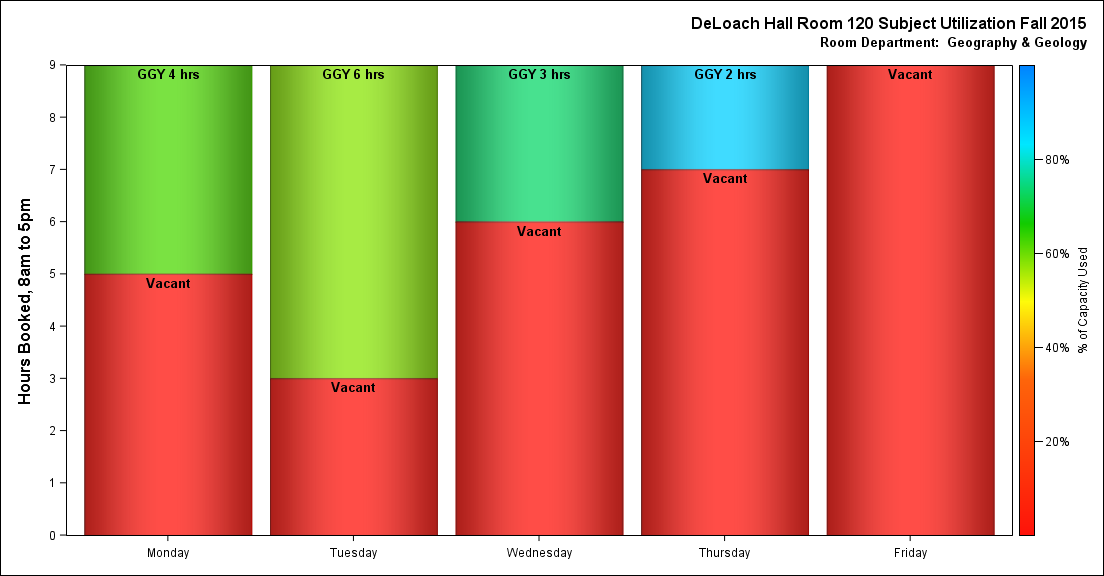 DeLoach Hall Room 120 Subject Utilization Fall 2015
Room Department: Geography & Geology
Hours Booked, 8am to 5pm
9
8
7
6
5
4
3
2
1
0
GGY 4 hrs
Vacant
GGY 6 hrs
Vacant
GGY 3 hrs
Vacant
GGY 2 hrs
Vacant
Vacant
Monday
Tuesday
Wednesday
Thursday
Friday
80%
60%
40%
20%
% of Capacity Used